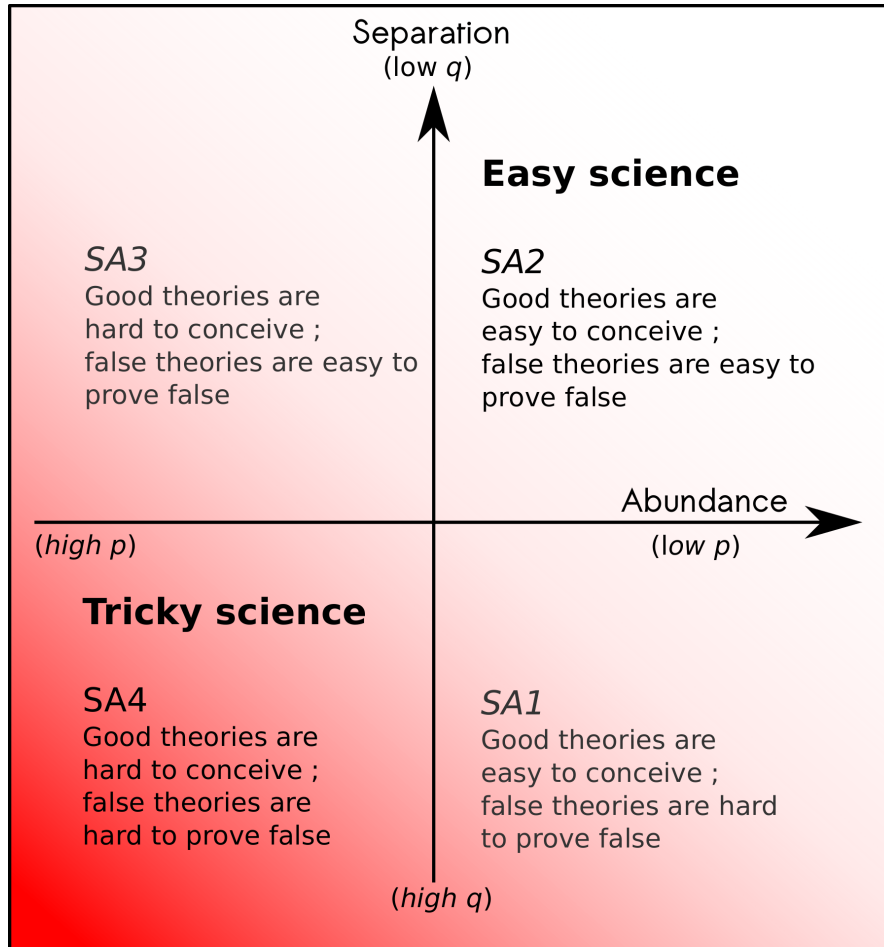 Separation
(low q)
Easy science
SA3
Good theories are
hard to conceive ;
false theories are easy to
prove false
SA2
Good theories are
easy to conceive ;
false theories are easy to
prove false
Abundance
(high p)
(low p)
Tricky science
SA4
Good theories are
hard to conceive ;
false theories are
hard to prove false
SA1
Good theories are
easy to conceive ;
false theories are hard
to prove false
(high q)